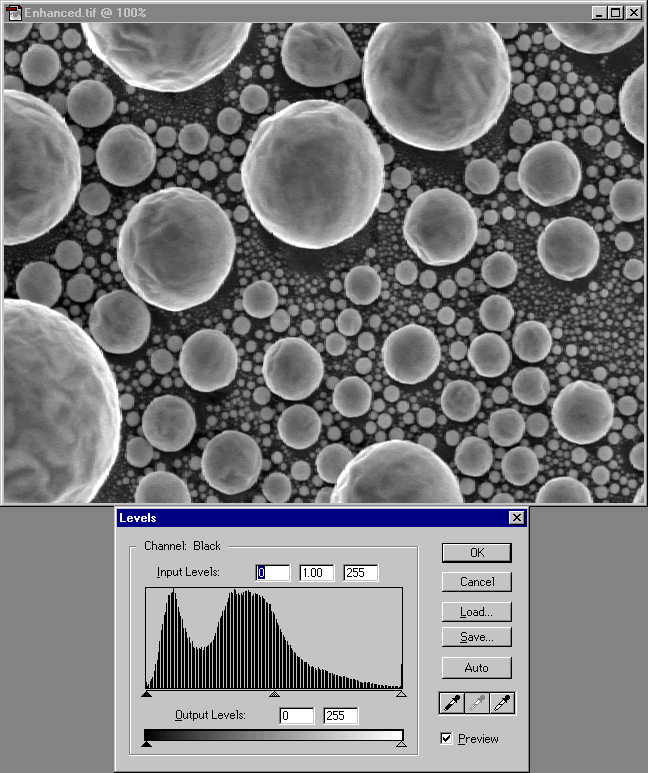 Enhanced.tif @ 100%
Levels
Channel: Black
Input Levels: 0 1.00 255
OK
Cancel
Load...
Save...
Auto
Output Levels: 0 255
Preview